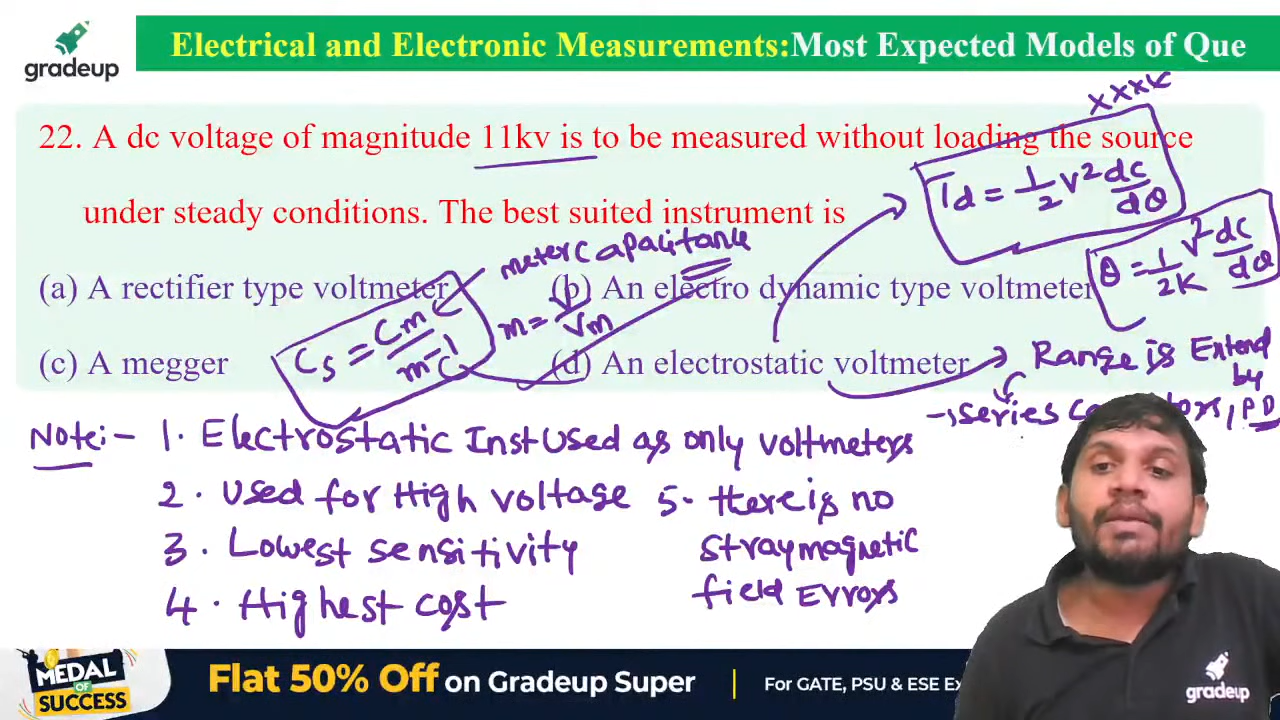 gradeup
Electrical and Electronic Measurements:Most Expected Models of Que
22. A dc voltage of magnitude 11kv is to be measured without loading the source
under steady conditions. The best suited instrument is
(a) A rectifier type voltmeter
(b) An electro dynamic type voltmeter
(c) A megger
(d) An electrostatic voltmeter
xxxx
Td = 1/2 V² dc/dθ
θ = 1/2K V² dc/dθ
meter capacitance
Cs = Cm/m-1
m = V/Vm
Range is Extend
by
→ series
PD
Note:- 1. Electrostatic Inst Used as only voltmeters
2. Used for High voltage
3. Lowest sensitivity
4. Highest cost
5. there is no
stray magnetic
field Errors
gradeup
MEDAL
OF
SUCCESS
Flat 50% Off on Gradeup Super
For GATE, PSU & ESE